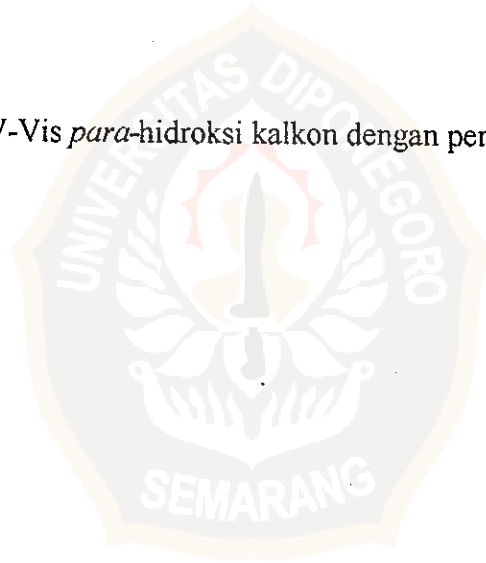 V-Vis para-hidroksi kalkon dengan per
UNIVERSITAS DIPONEGORO
SEMARANG